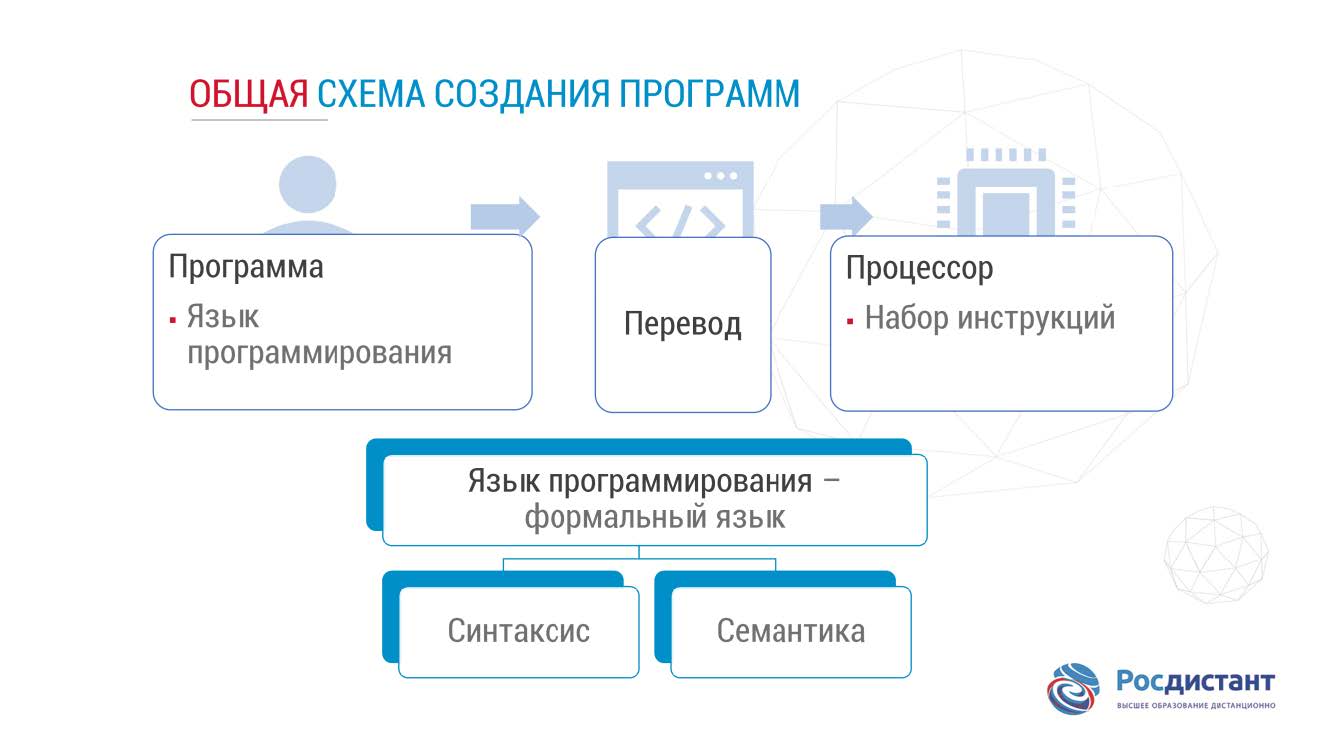 ОБЩАЯ СХЕМА СОЗДАНИЯ ПРОГРАММ
Программа
▪ Язык
программирования
Перевод
Процессор
▪ Набор инструкций
Язык программирования –
формальный язык
Синтаксис
Семантика
Росдистант
ВЫСШЕЕ ОБРАЗОВАНИЕ ДИСТАНЦИОННО